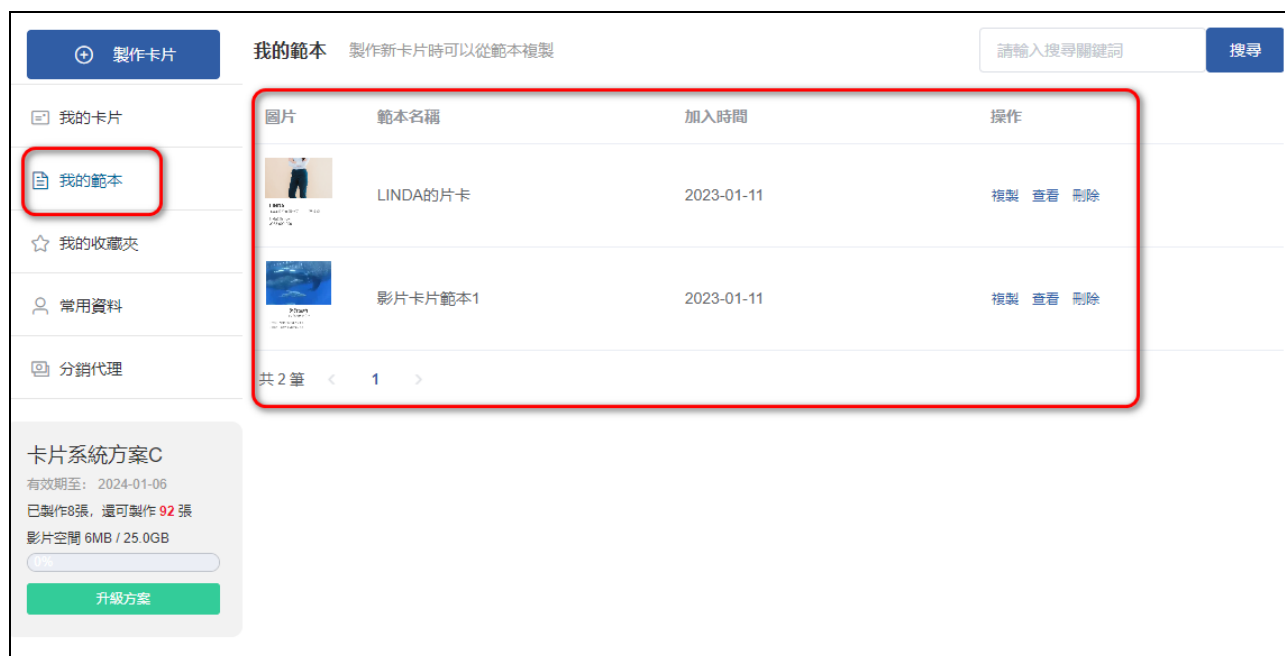 製作卡片
我的範本 製作新卡片時可以從範本複製
請輸入搜尋關鍵詞 搜尋
我的卡片
我的範本
我的收藏夾
常用資料
分銷代理
圖片 範本名稱 加入時間 操作
LINDA的片卡 2023-01-11 複製 查看 刪除
影片卡片範本1 2023-01-11 複製 查看 刪除
共 2 筆 < 1 >
卡片系統方案C
有效期至: 2024-01-06
已製作8張, 還可製作 92 張
影片空間 6MB / 25.0GB
0%
升級方案